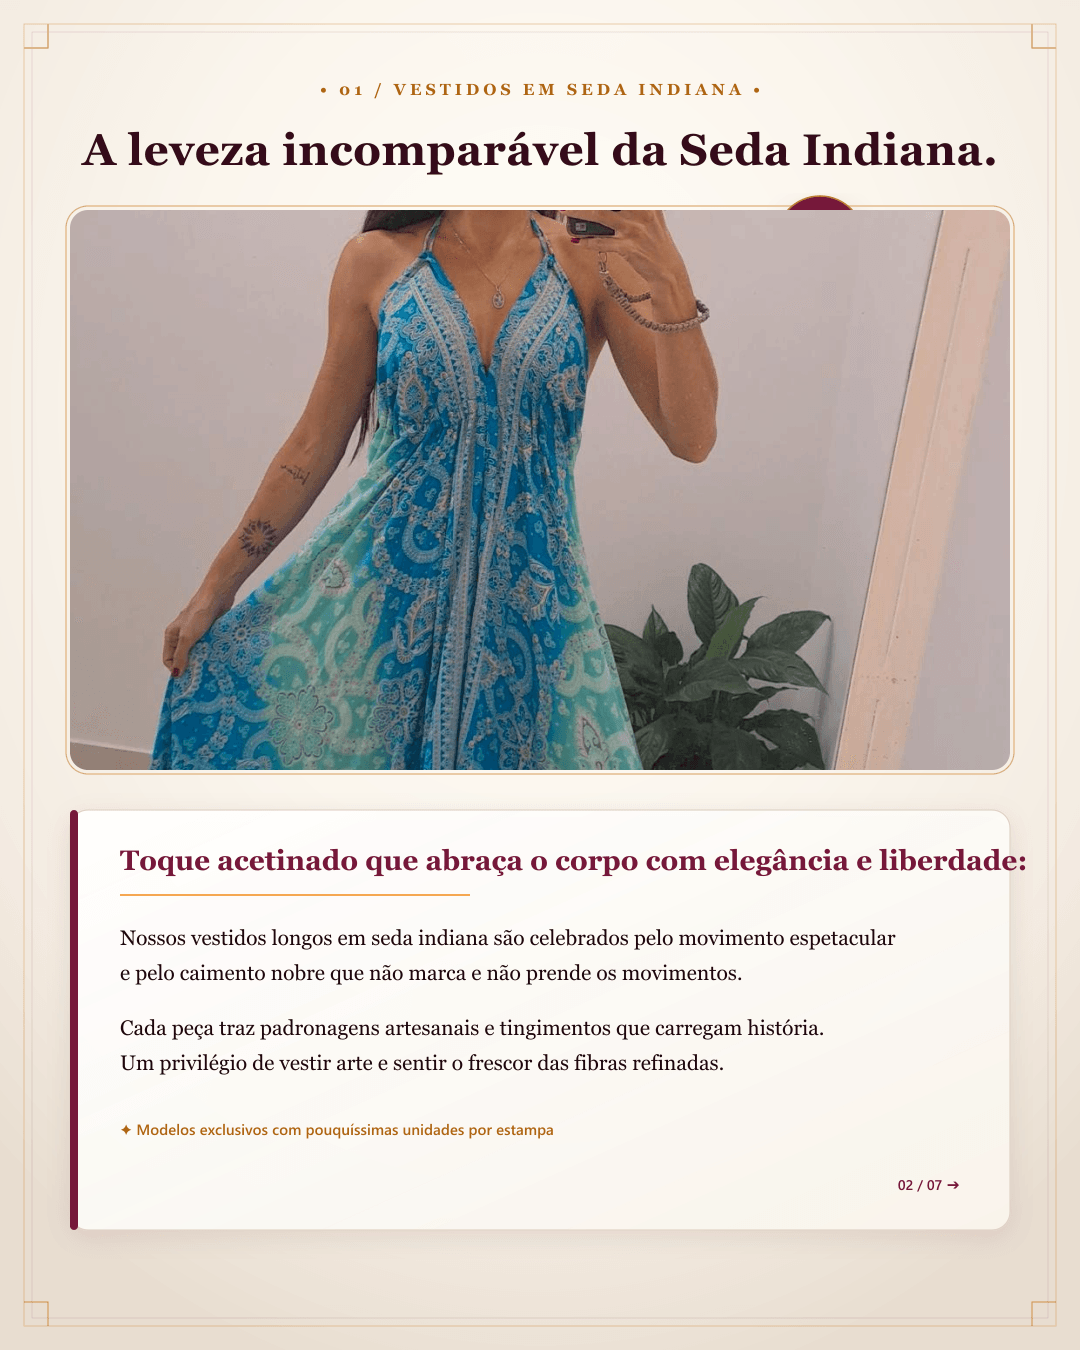 • 01 / VESTIDOS EM SEDA INDIANA •
A leveza incomparável da Seda Indiana.
Toque acetinado que abraça o corpo com elegância e liberdade:
Nossos vestidos longos em seda indiana são celebrados pelo movimento espetacular
e pelo caimento nobre que não marca e não prende os movimentos.
Cada peça traz padronagens artesanais e tingimentos que carregam história.
Um privilégio de vestir arte e sentir o frescor das fibras refinadas.
✦ Modelos exclusivos com pouquíssimas unidades por estampa
02 / 07 →